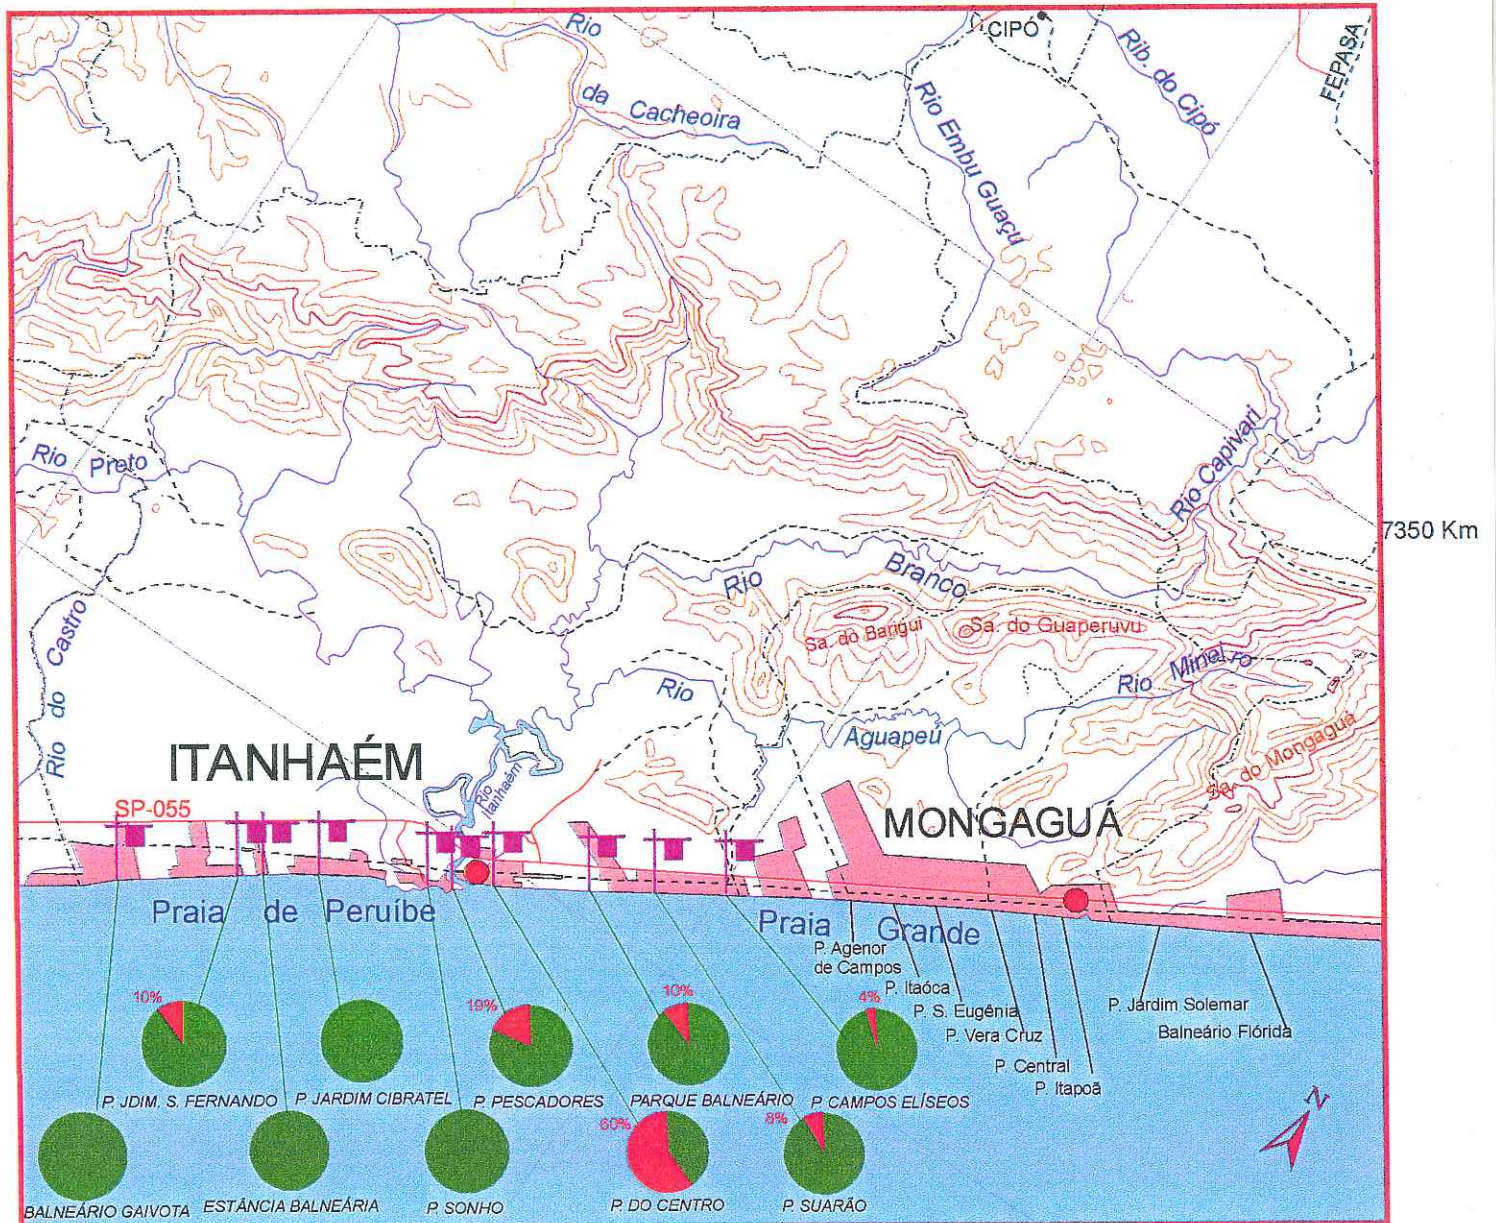 Rio
da Cacheoira
CIPÓ
Rib. do Cipó
FEPASA
Rio Embu Guaçu
Rio Preto
Rio Capivari
7350 Km
Rio Branco
Sa. do Barigui
Sa. do Guaperuvu
Rio Mineiro
Rio do Castro
Rio
Aguapeú
Sa. do Mongaguá
ITANHAÉM
Rio
Itanhaém
MONGAGUÁ
SP-055
Praia de Peruíbe
Praia Grande
P. Agenor
de Campos
P. Itaóca
P. S. Eugênia
P. Vera Cruz
P. Central
P. Itapoã
P. Jardim Solemar
Balneário Flórida
N
10%
19%
10%
4%
P. JDIM. S. FERNANDO
P. JARDIM CIBRATEL
P. PESCADORES
PARQUE BALNEÁRIO
P. CAMPOS ELÍSEOS
60%
8%
BALNEÁRIO GAIVOTA
ESTÂNCIA BALNEÁRIA
P. SONHO
P. DO CENTRO
P. SUARÃO